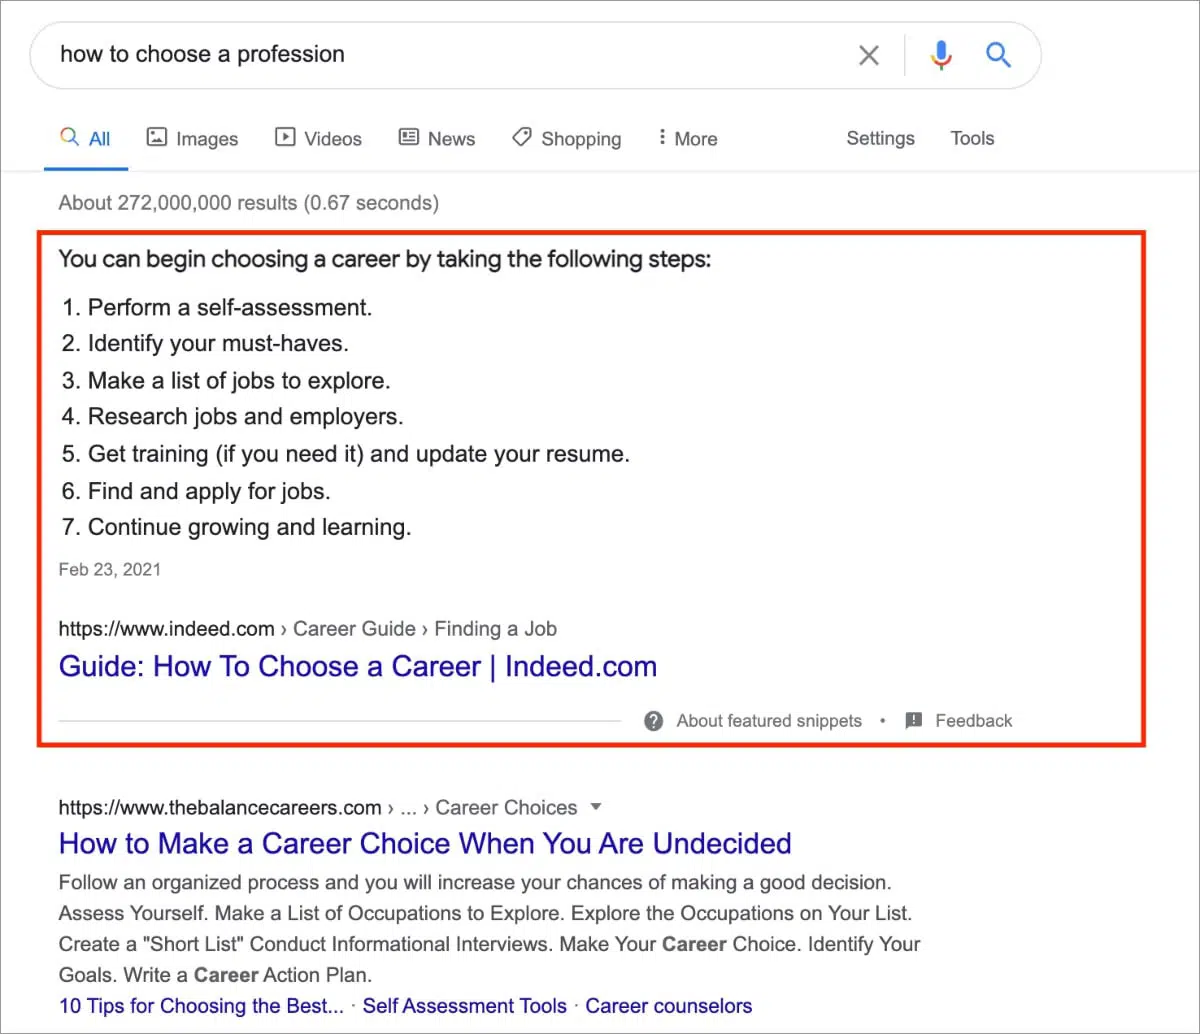 how to choose a profession
All Images Videos News Shopping More Settings Tools
About 272,000,000 results (0.67 seconds)
You can begin choosing a career by taking the following steps:
1. Perform a self-assessment.
2. Identify your must-haves.
3. Make a list of jobs to explore.
4. Research jobs and employers.
5. Get training (if you need it) and update your resume.
6. Find and apply for jobs.
7. Continue growing and learning.
Feb 23, 2021
https://www.indeed.com › Career Guide › Finding a Job
Guide: How To Choose a Career | Indeed.com
About featured snippets • Feedback
https://www.thebalancecareers.com › ... › Career Choices
How to Make a Career Choice When You Are Undecided
Follow an organized process and you will increase your chances of making a good decision.
Assess Yourself. Make a List of Occupations to Explore. Explore the Occupations on Your List.
Create a "Short List" Conduct Informational Interviews. Make Your Career Choice. Identify Your
Goals. Write a Career Action Plan.
10 Tips for Choosing the Best... · Self Assessment Tools · Career counselors